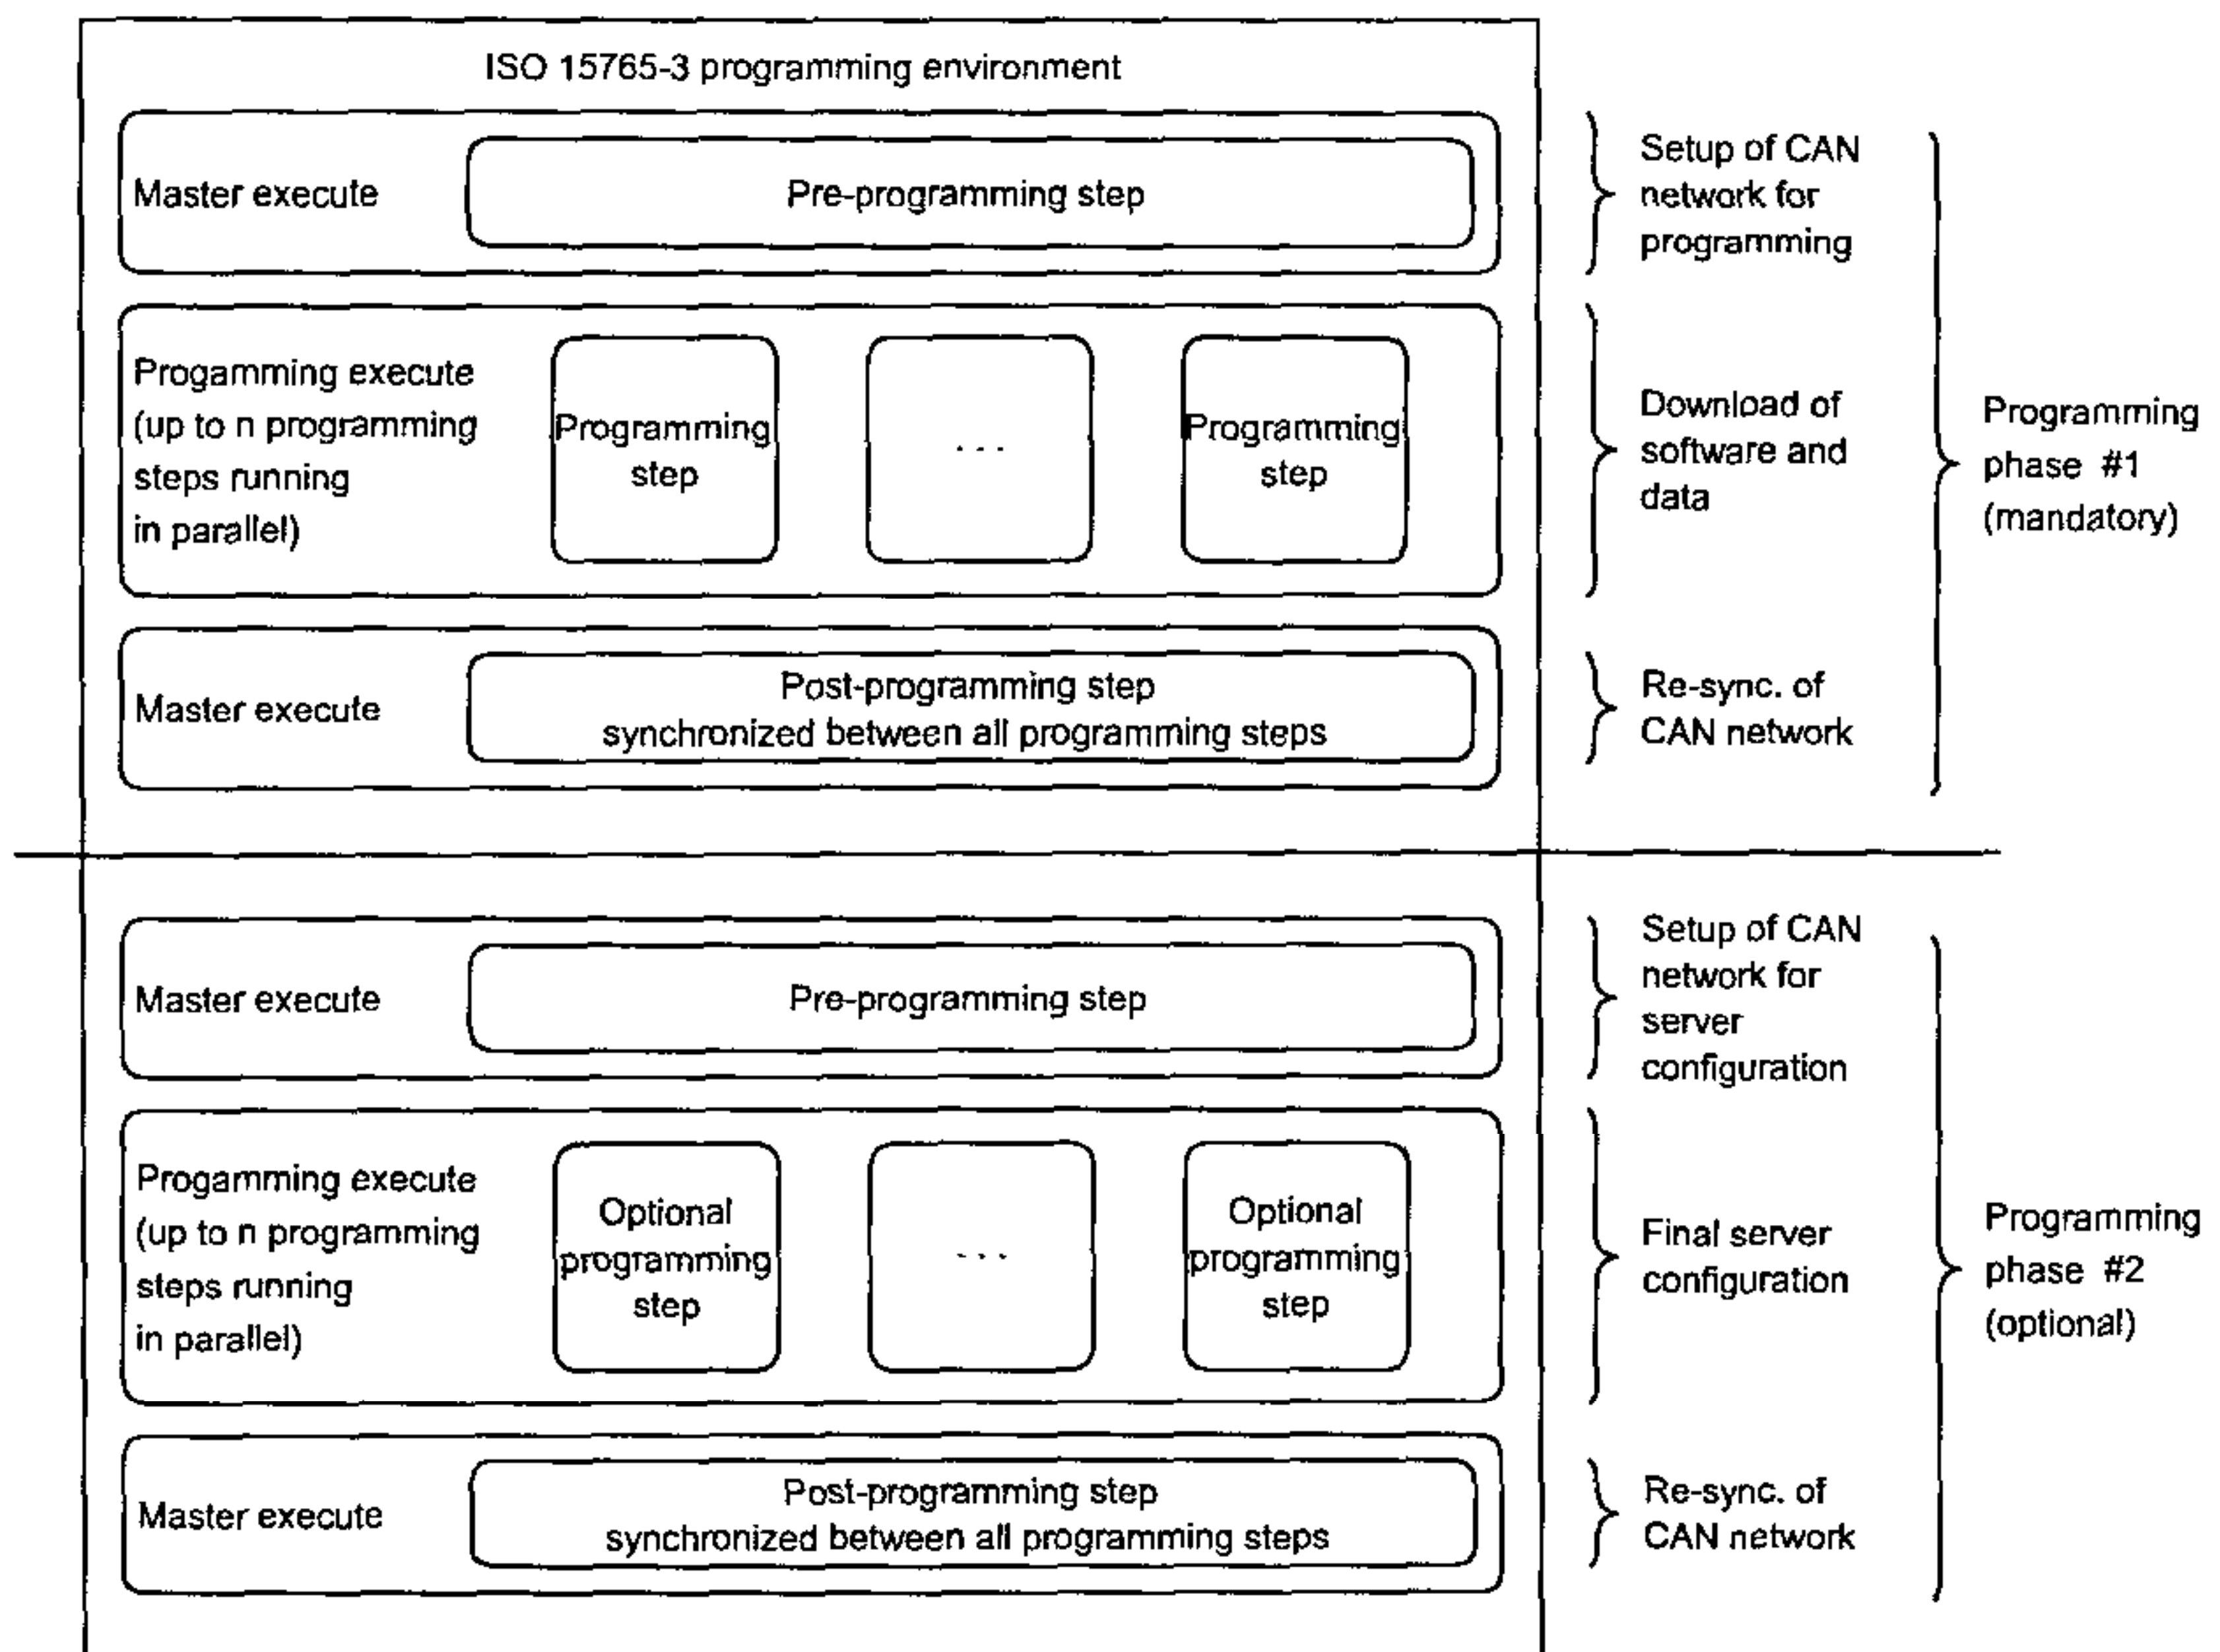 ISO 15765-3 programming environment
Master execute
Pre-programming step
Setup of CAN
network for
programming
Progamming execute
(up to n programming
steps running
in parallel)
Programming
step
...
Programming
step
Download of
software and
data
Master execute
Post-programming step
synchronized between all programming steps
Re-sync. of
CAN network
Programming
phase #1
(mandatory)
Master execute
Pre-programming step
Setup of CAN
network for
server
configuration
Progamming execute
(up to n programming
steps running
in parallel)
Optional
programming
step
...
Optional
programming
step
Final server
configuration
Master execute
Post-programming step
synchronized between all programming steps
Re-sync. of
CAN network
Programming
phase #2
(optional)